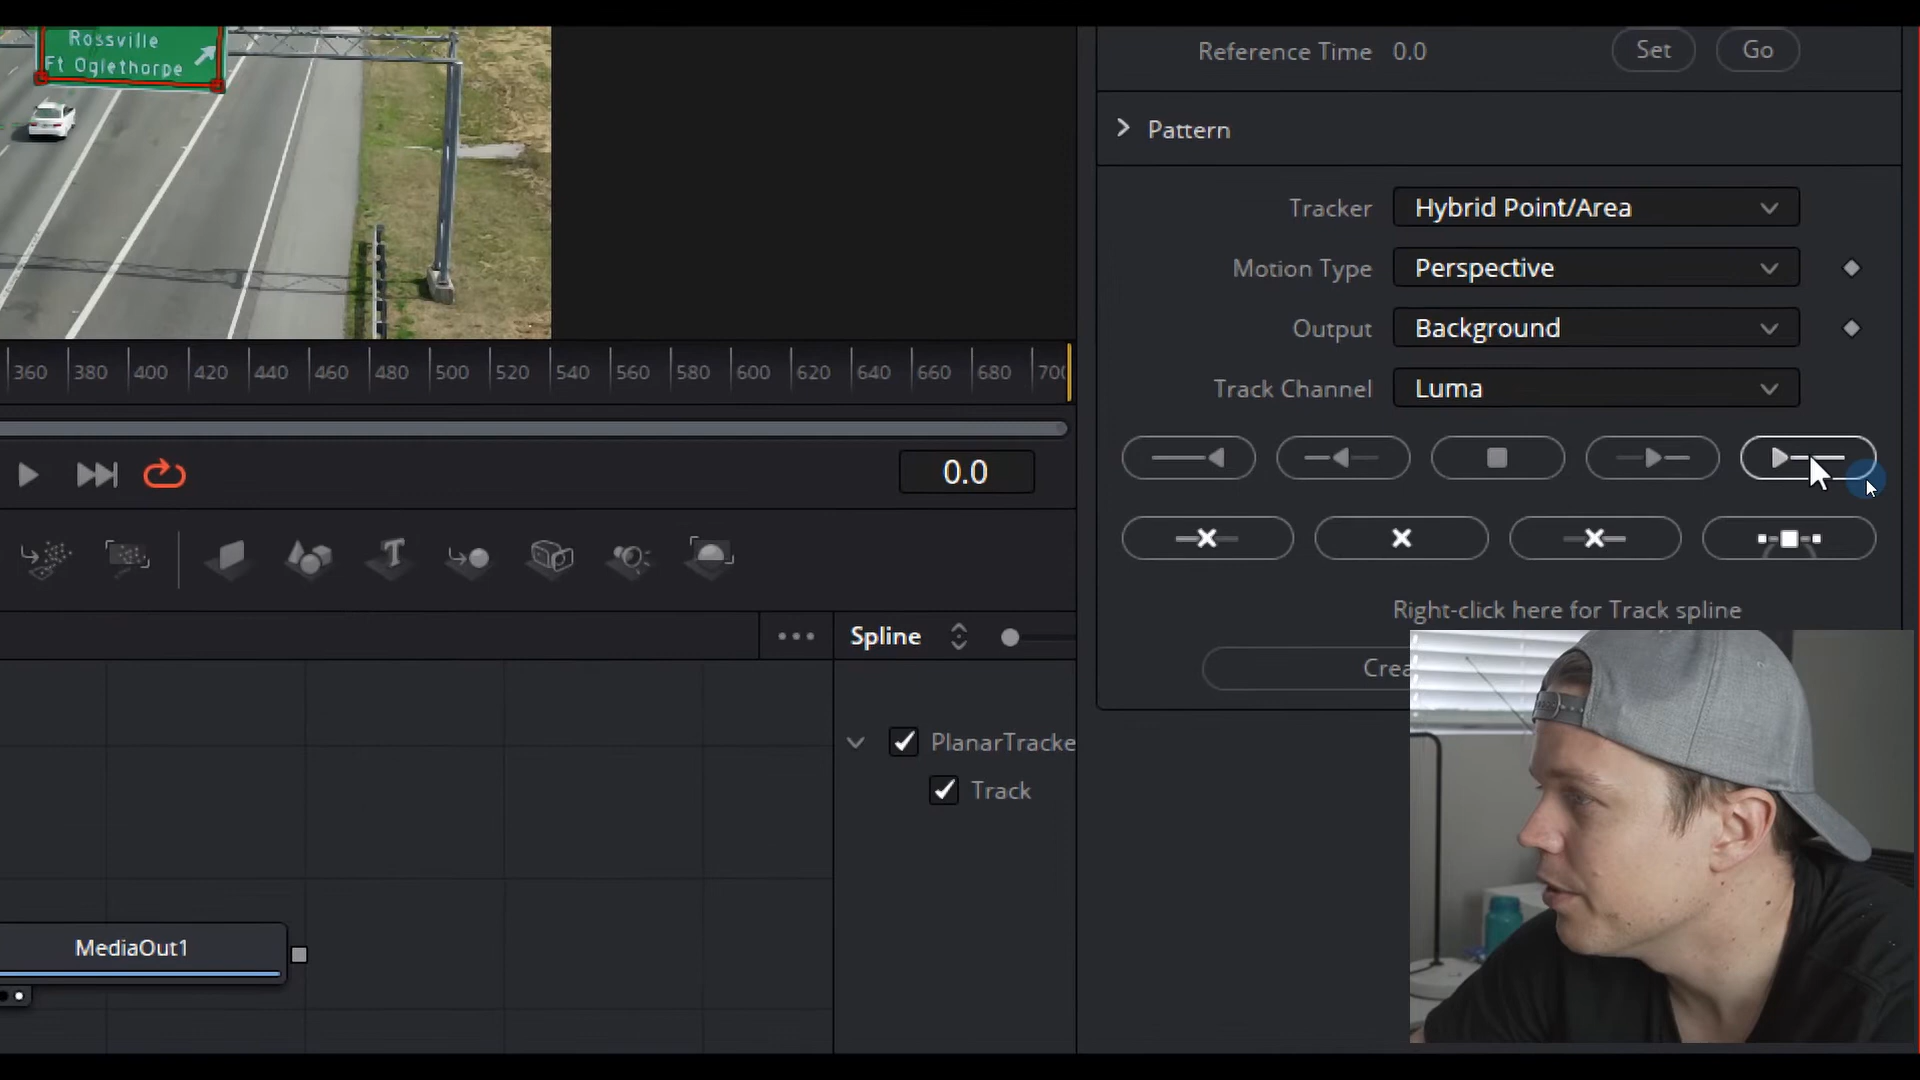 Rossville
Ft Oglethorpe
Reference Time 0.0
Set
Go
Pattern
Tracker Hybrid Point/Area
Motion Type Perspective
Output Background
Track Channel Luma
360 380 400 420 440 460 480 500 520 540 560 580 600 620 640 660 680 700
0.0
Right-click here for Track spline
Crea
Spline
PlanarTracke
Track
MediaOut1